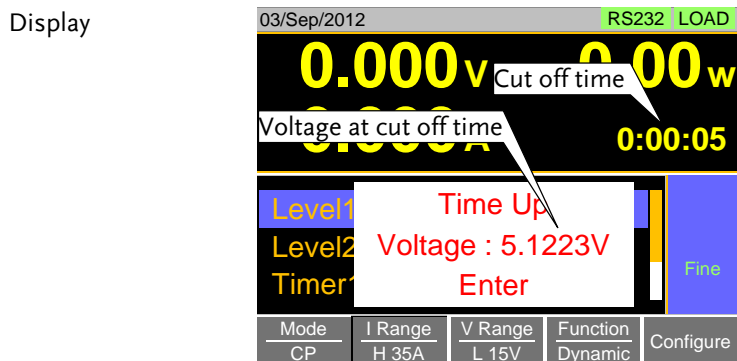 Display
03/Sep/2012 RS232 LOAD
0.000 V 0.00 W
Cut off time
Voltage at cut off time
A 0:00:05
Level1
Level2
Timer1
Time Up
Voltage : 5.1223V
Enter
Fine
Mode I Range V Range Function Configure
CP H 35A L 15V Dynamic